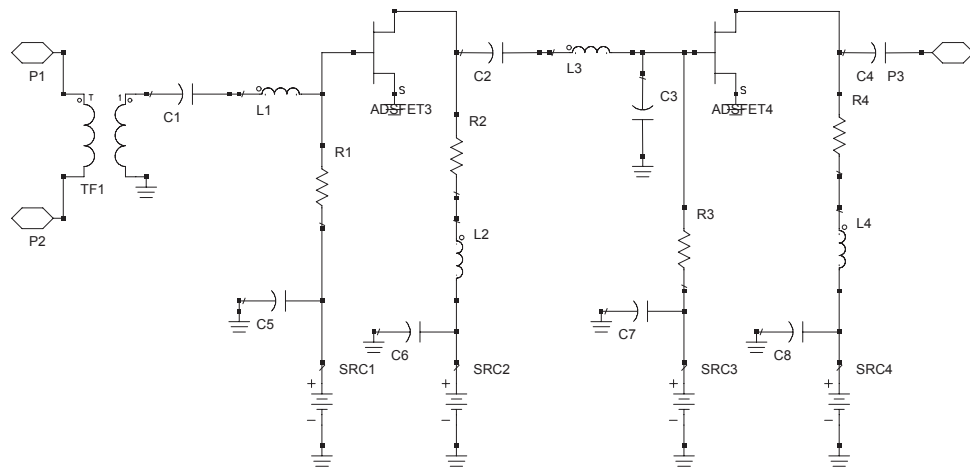 P1
P2
T
1
TF1
C1
L1
R1
C5
SRC1
+
−
S
ADSFET3
C2
R2
L2
C6
SRC2
+
−
L3
C3
R3
C7
SRC3
+
−
S
ADSFET4
C4
P3
R4
L4
C8
SRC4
+
−